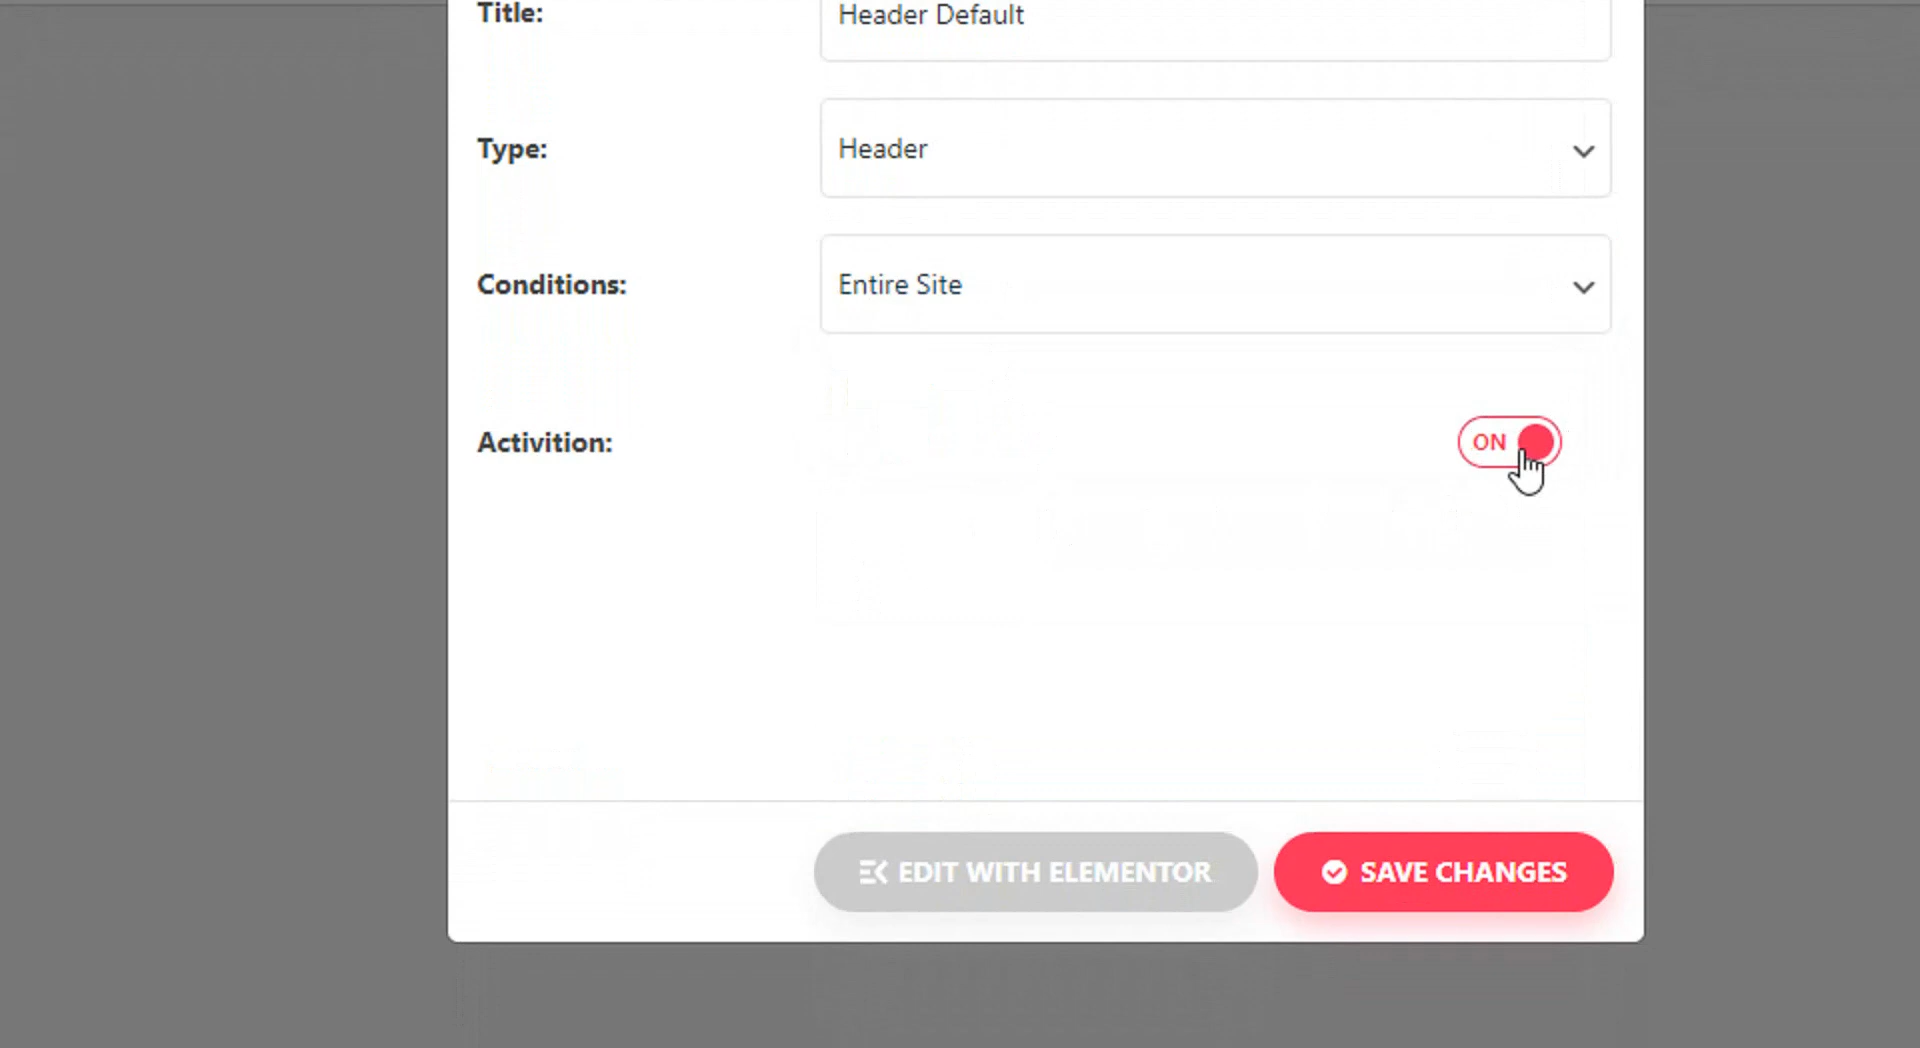 Title: Header Default
Type: Header
Conditions: Entire Site
Activition: ON
EDIT WITH ELEMENTOR SAVE CHANGES